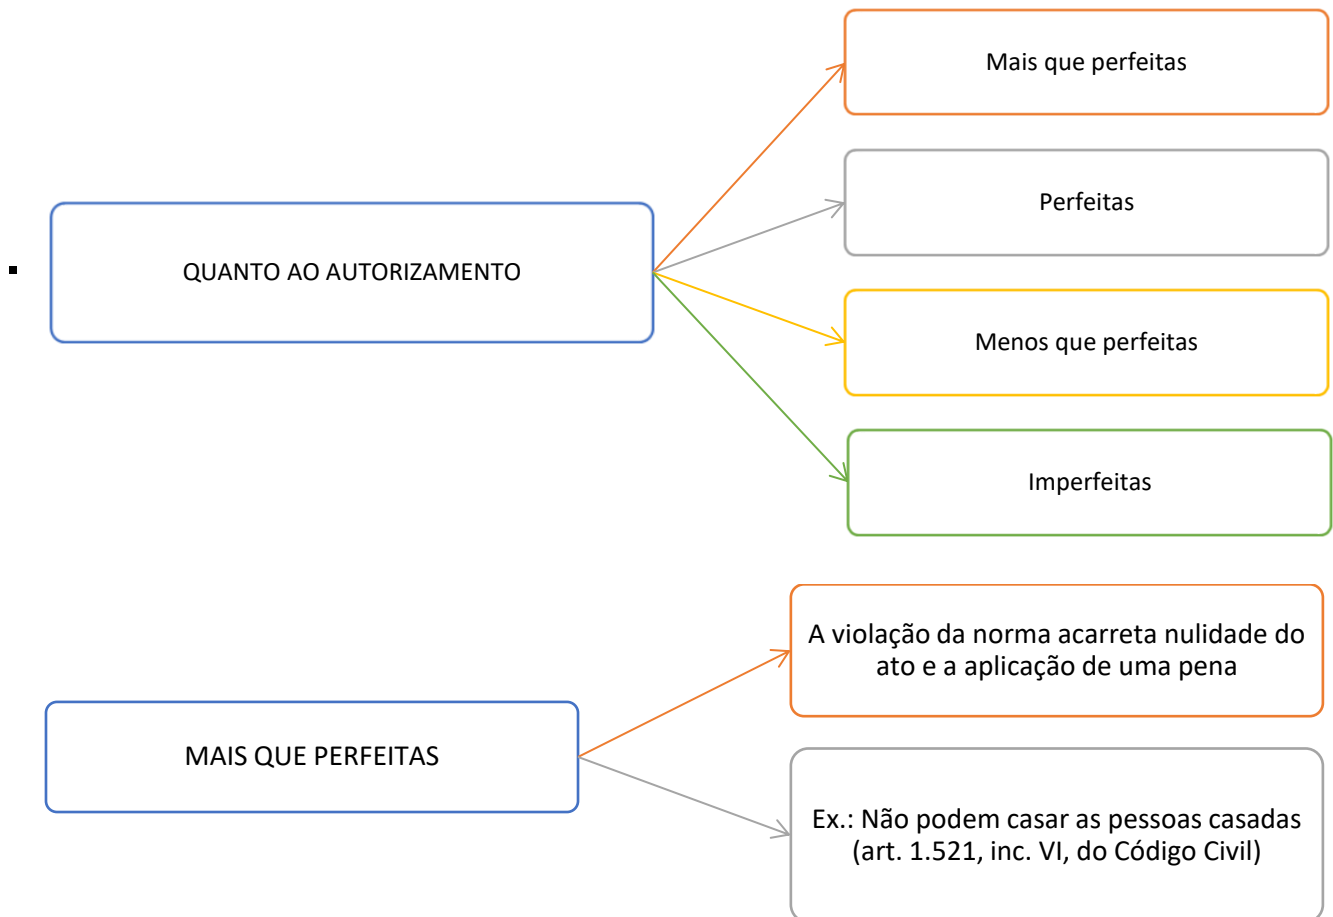 Mais que perfeitas
Perfeitas
QUANTO AO AUTORIZAMENTO
Menos que perfeitas
Imperfeitas
A violação da norma acarreta nulidade do
ato e a aplicação de uma pena
MAIS QUE PERFEITAS
Ex.: Não podem casar as pessoas casadas
(art. 1.521, inc. VI, do Código Civil)